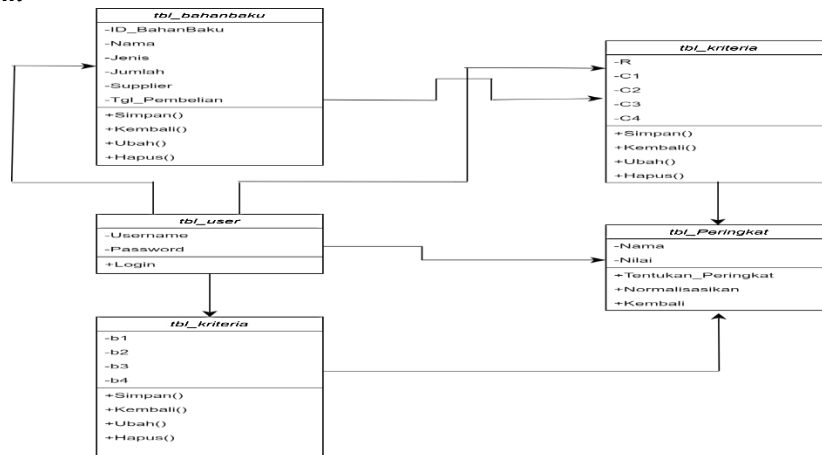 tbl_bahanbaku
-ID_BahanBaku
-Nama
-Jenis
-Jumlah
-Supplier
-Tgl_Pembelian
+Simpan()
+Kembali()
+Ubah()
+Hapus()
tbl_kriteria
-R
-C1
-C2
-C3
-C4
+Simpan()
+Kembali()
+Ubah()
+Hapus()
tbl_user
-Username
-Password
+Login
tbl_Peringkat
-Nama
-Nilai
+Tentukan_Peringkat
+Normalisasikan
+Kembali
tbl_kriteria
-b1
-b2
-b3
-b4
+Simpan()
+Kembali()
+Ubah()
+Hapus()